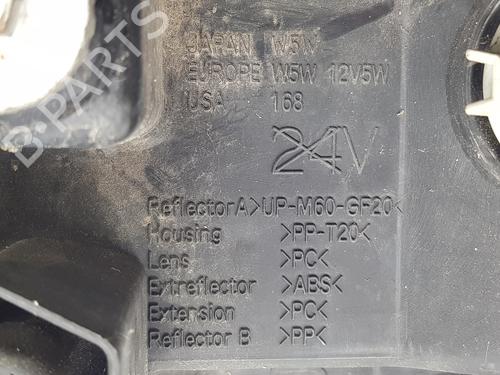 JAPAN W5W
EUROPE W5W 12V5W
USA 168
24V
ReflectorA >UP-M60-GF20<
Housing >PP-T20<
Lens >PC<
Extreflector >ABS<
Extension >PC<
Reflector B >PP<
B-PARTS